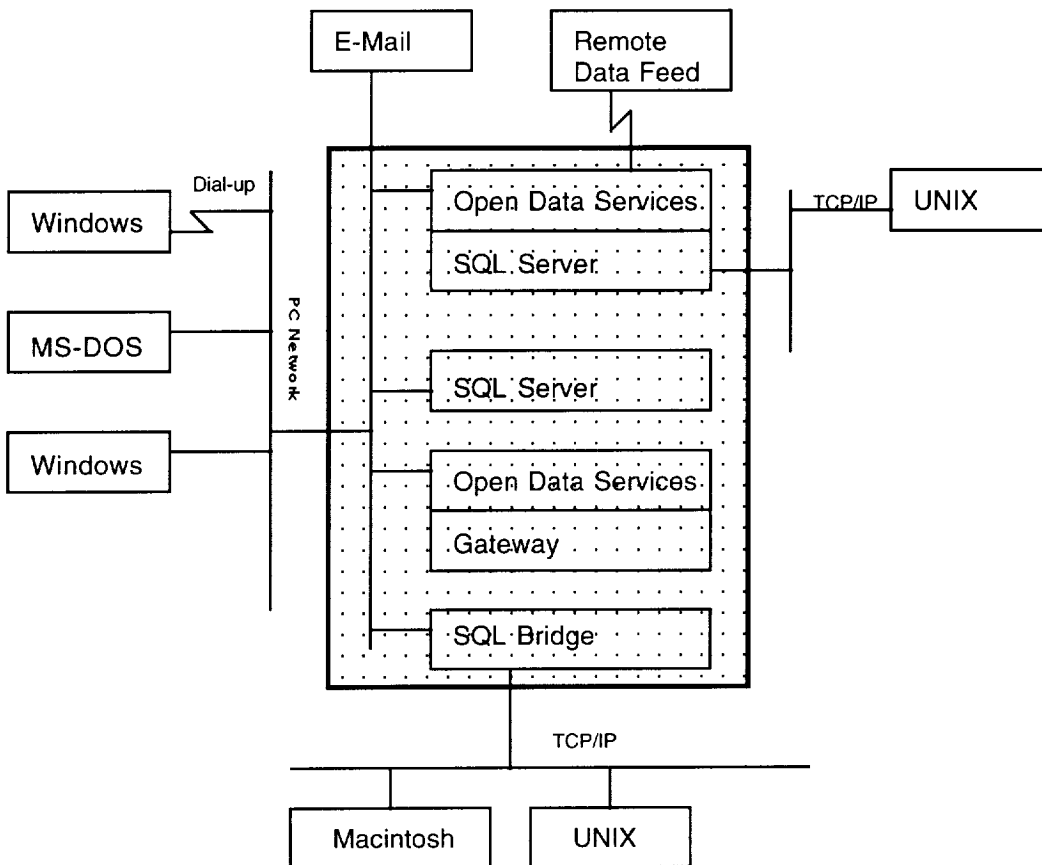 E-Mail
Remote
Data Feed
Dial-up
Windows
Open Data Services
TCP/IP
UNIX
SQL Server
MS-DOS
PC Network
SQL Server
Windows
Open Data Services
Gateway
SQL Bridge
TCP/IP
Macintosh
UNIX